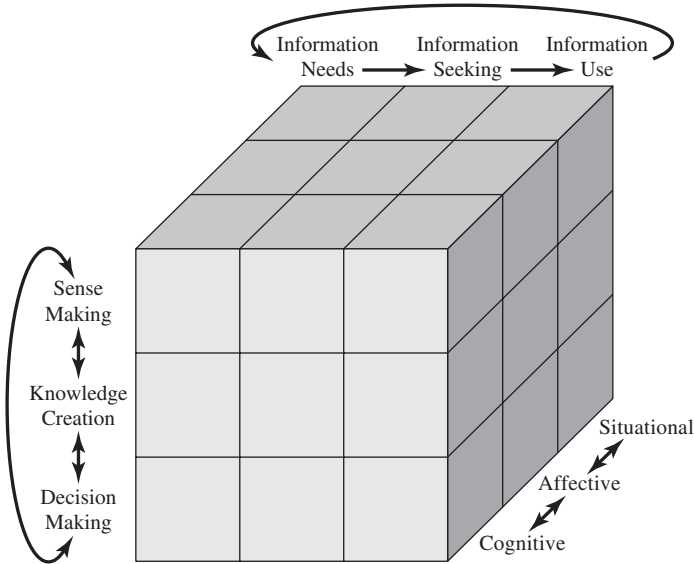 Information Information Information
Needs Seeking Use
Sense
Making
Knowledge
Creation
Decision
Making
Situational
Affective
Cognitive